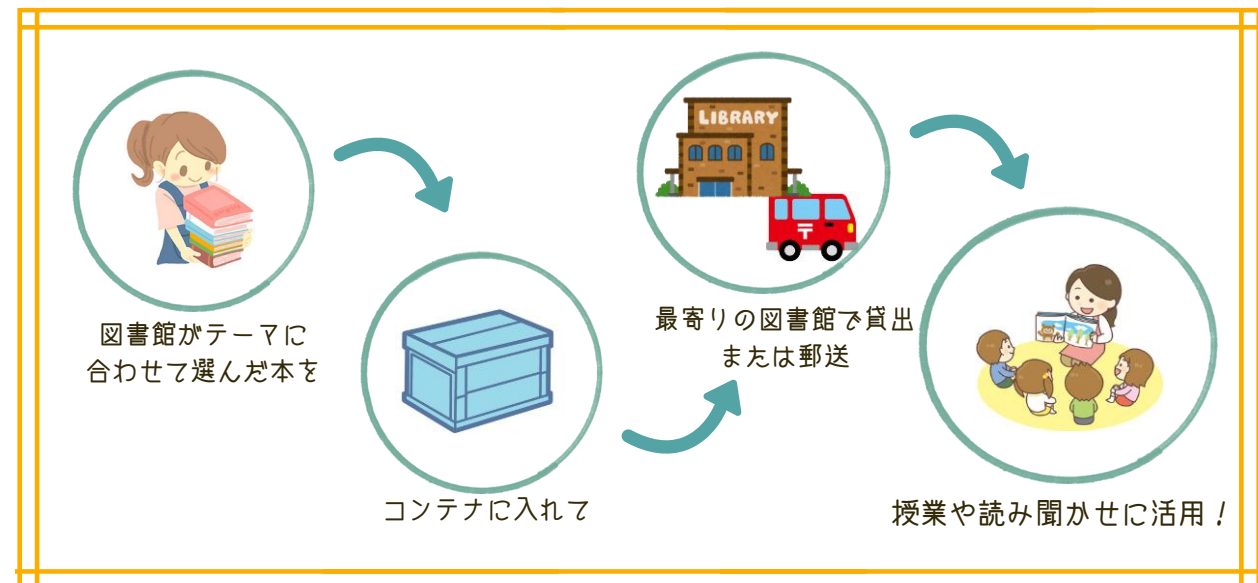 図書館がテーマに
合わせて選んだ本を
コンテナに入れて
LIBRARY
〒
最寄りの図書館で貸出
または郵送
授業や読み聞かせに活用！